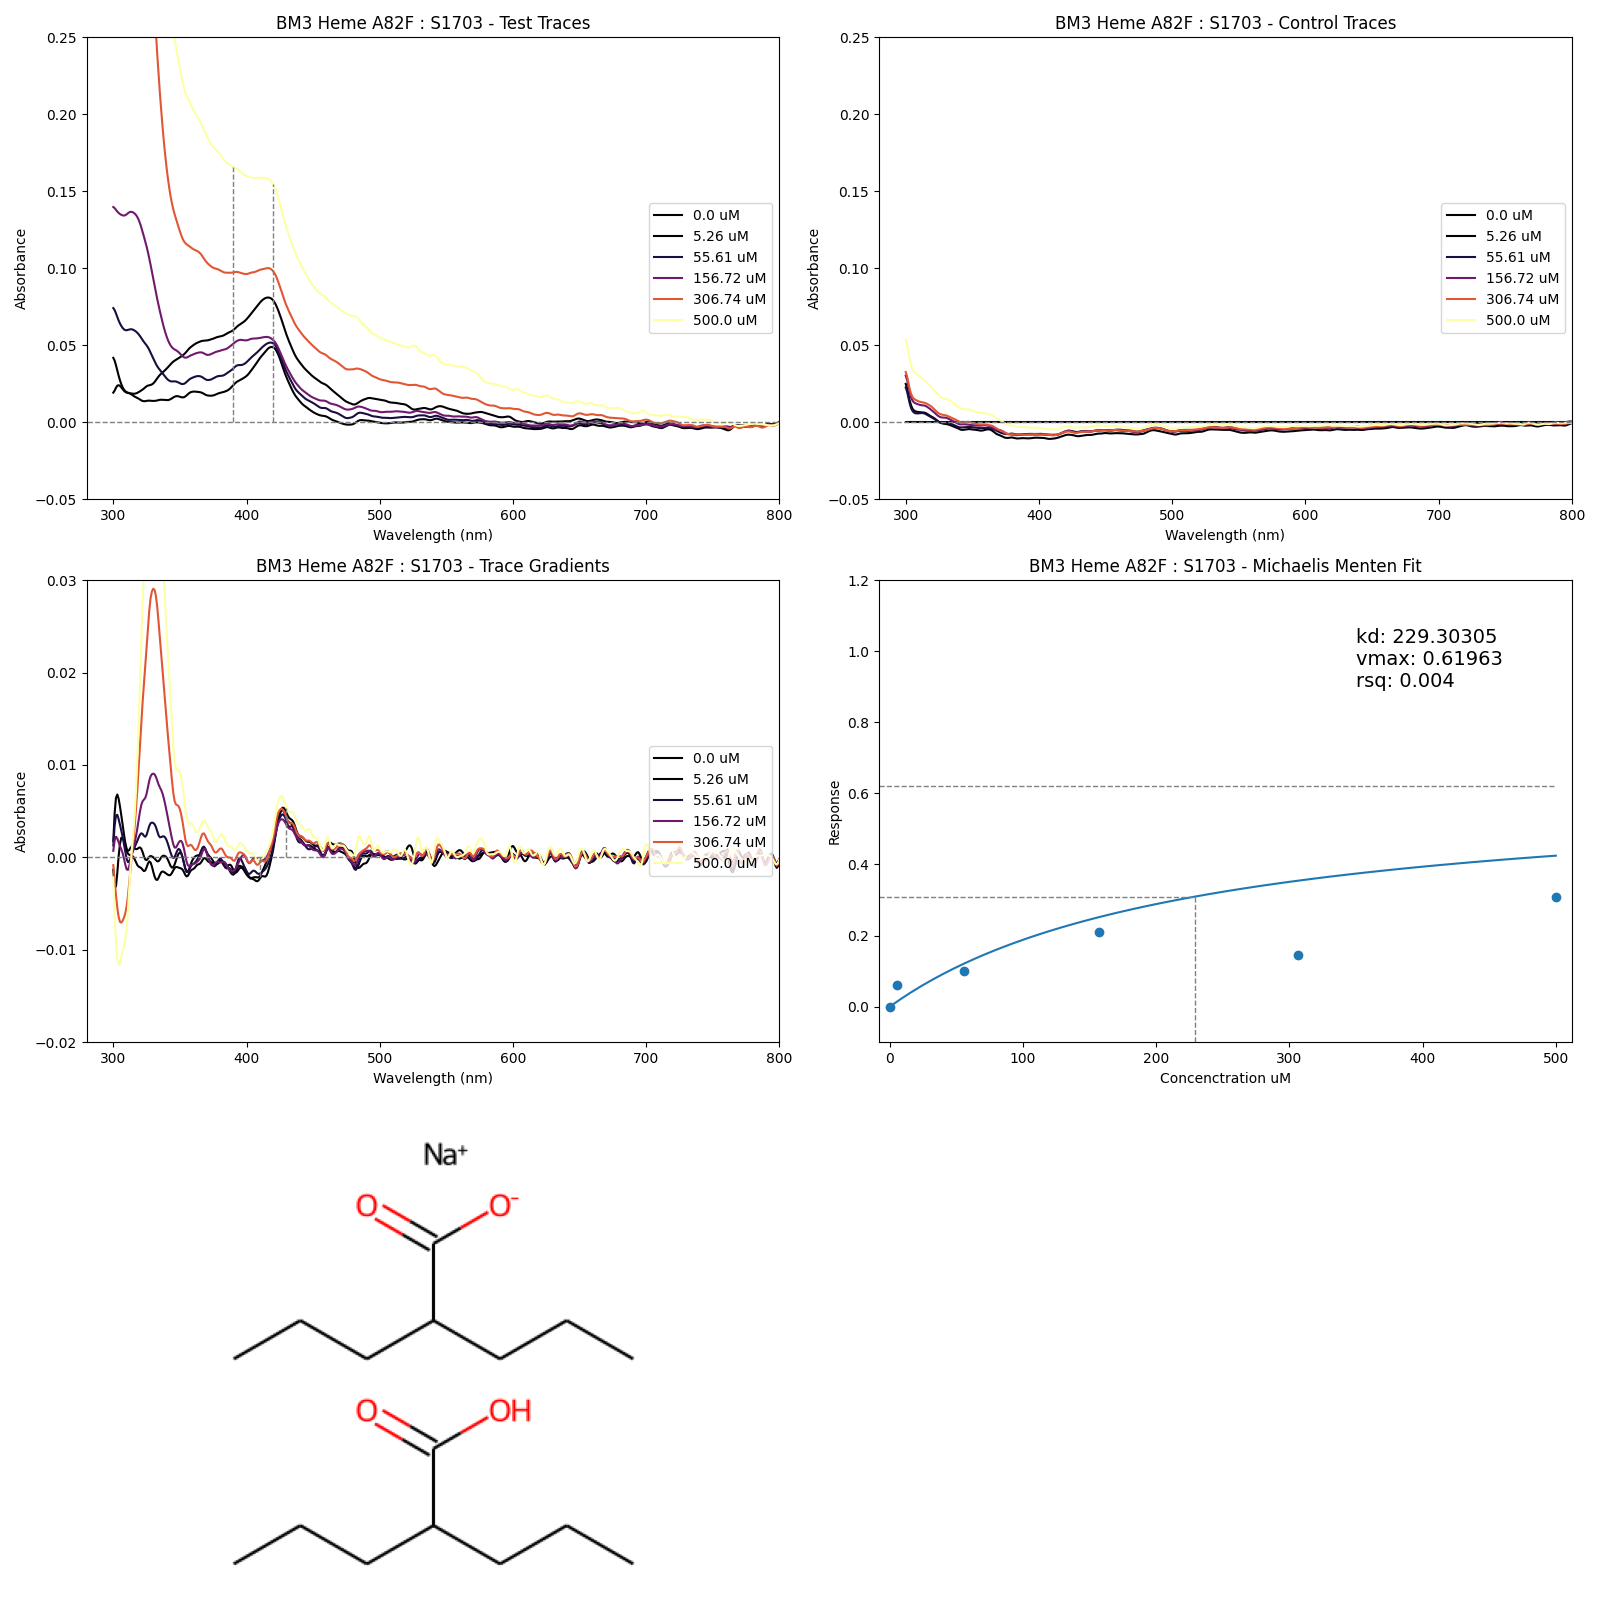 BM3 Heme A82F : S1703 - Test Traces
0.25
0.20
0.15
0.10
0.05
0.00
−0.05
Absorbance
300 400 500 600 700 800
Wavelength (nm)
0.0 uM
5.26 uM
55.61 uM
156.72 uM
306.74 uM
500.0 uM
BM3 Heme A82F : S1703 - Control Traces
0.25
0.20
0.15
0.10
0.05
0.00
−0.05
Absorbance
300 400 500 600 700 800
Wavelength (nm)
0.0 uM
5.26 uM
55.61 uM
156.72 uM
306.74 uM
500.0 uM
BM3 Heme A82F : S1703 - Trace Gradients
0.03
0.02
0.01
0.00
−0.01
−0.02
Absorbance
300 400 500 600 700 800
Wavelength (nm)
0.0 uM
5.26 uM
55.61 uM
156.72 uM
306.74 uM
500.0 uM
BM3 Heme A82F : S1703 - Michaelis Menten Fit
1.2
1.0
0.8
0.6
0.4
0.2
0.0
Response
kd: 229.30305
vmax: 0.61963
rsq: 0.004
0 100 200 300 400 500
Concenctration uM
Na+
O O-
O OH